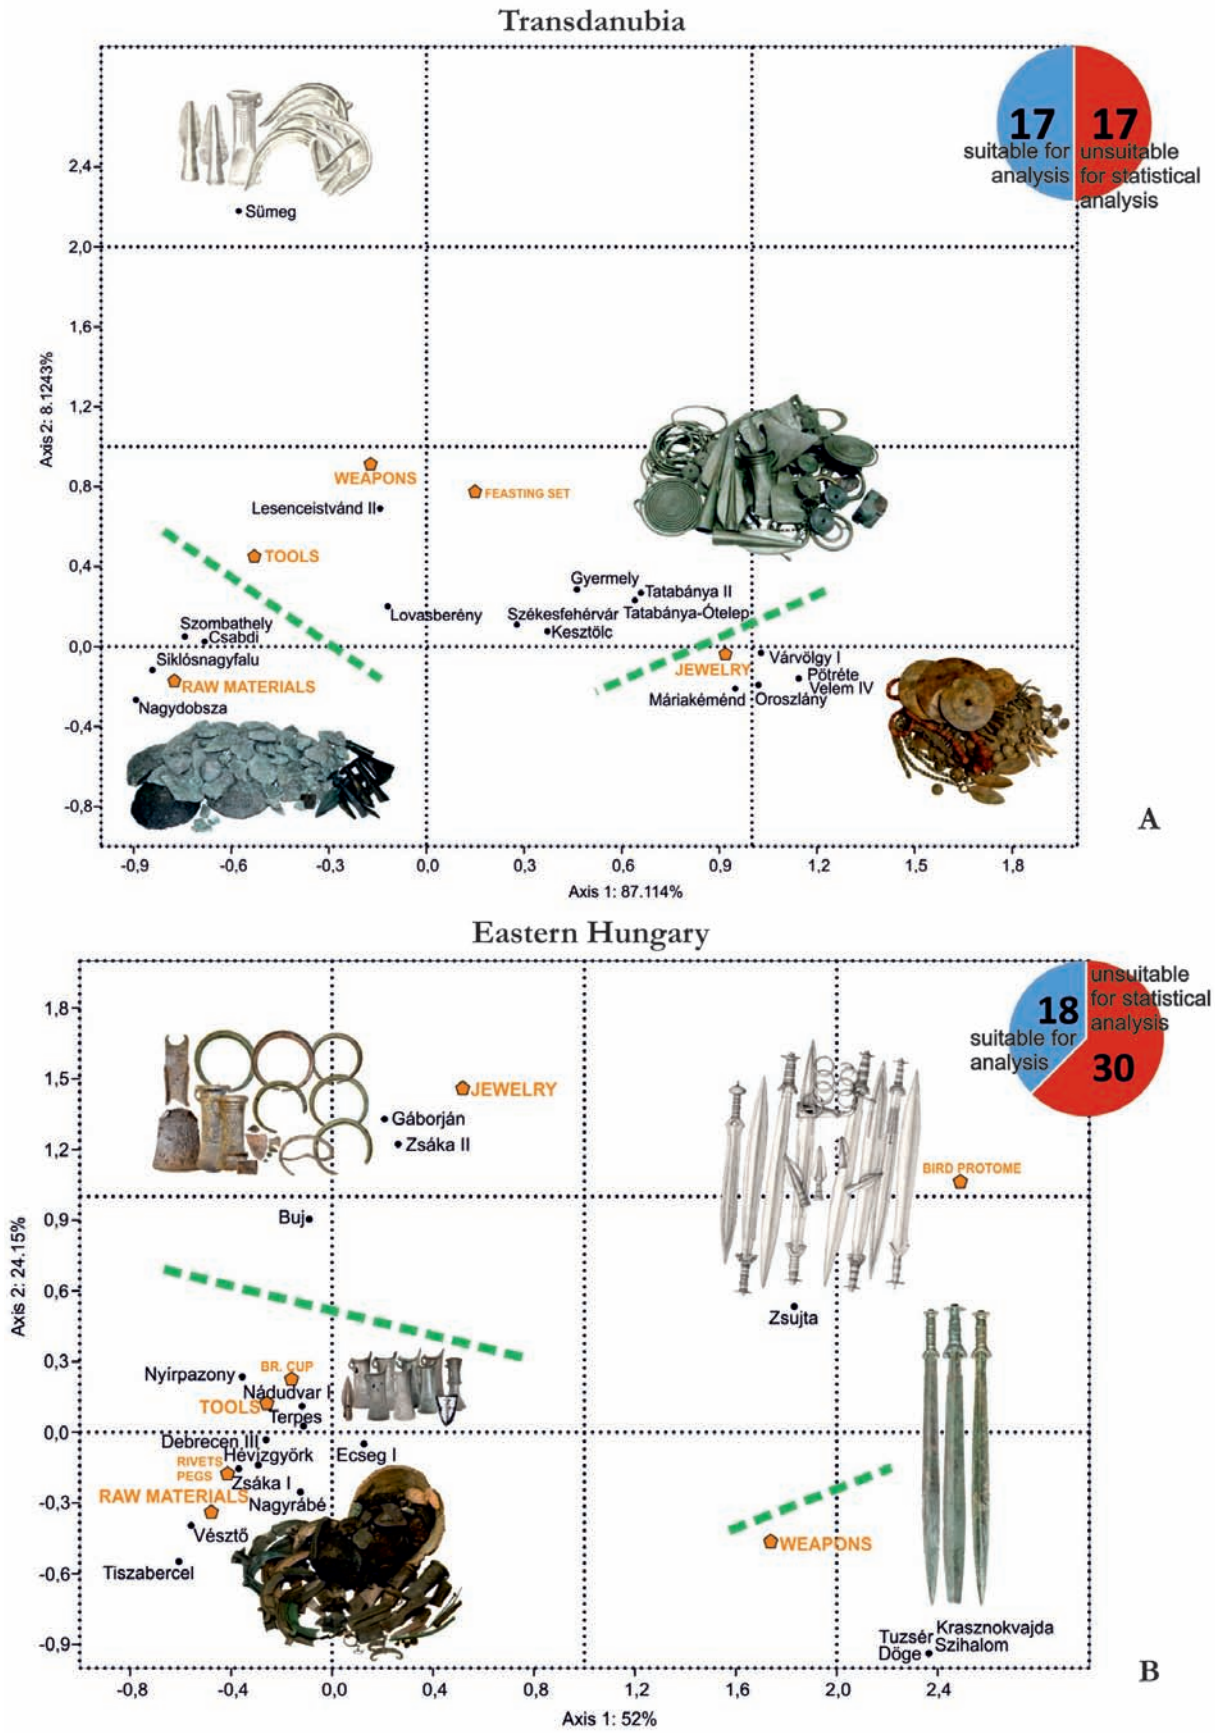 Transdanubia
17
17
suitable for
analysis
unsuitable
for statistical
analysis
2,4
Sümeg
2,0
1,6
1,2
Axis 2: 8.1243%
WEAPONS
FEASTING SET
0,8
Lesenceistvánd II
TOOLS
0,4
Gyermely
Tatabánya II
Székesfehérvár
Tatabánya-Ótelep
Lovasberény
Kesztölc
Szombathely
Csabdi
0,0
Siklósnagyfalu
Várvölgy I
JEWELRY
Pötréte
RAW MATERIALS
Velem IV
Máriakéménd
Oroszlány
Nagydobsza
-0,4
-0,8
A
-0,9
-0,6
-0,3
0,0
0,3
0,6
0,9
1,2
1,5
1,8
Axis 1: 87.114%
Eastern Hungary
unsuitable
for statistical
analysis
18
suitable for
analysis
30
1,8
1,5
JEWELRY
Gáborján
Zsáka II
1,2
BIRD PROTOME
Buj
0,9
Axis 2: 24.15%
0,6
Zsujta
0,3
BR. CUP
Nyírpazony
Nádudvar I
TOOLS
Terpes
0,0
Debrecen III
Hévízgyörk
Ecseg I
RIVETS
PEGS
Zsáka I
RAW MATERIALS
Nagyrábé
-0,3
Vésztő
WEAPONS
Tiszabercel
-0,6
Krasznokvajda
Tuzsér
Szihalom
Döge
-0,9
B
-0,8
-0,4
0,0
0,4
0,8
1,2
1,6
2,0
2,4
Axis 1: 52%